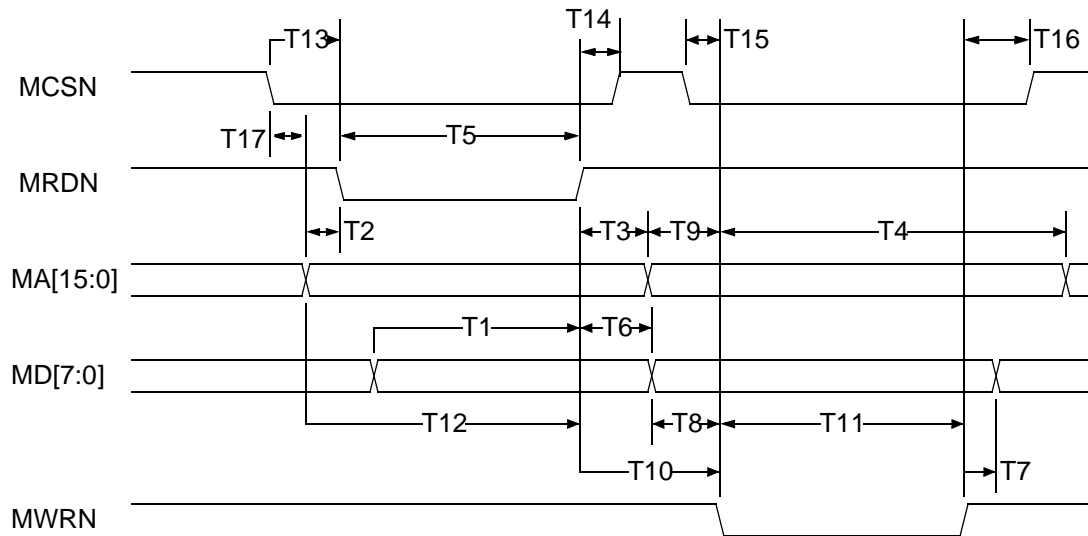 T14
T13
T15
T16
MCSN
T17
T5
MRDN
T2
T3
T9
T4
MA[15:0]
T1
T6
MD[7:0]
T12
T8
T11
T10
T7
MWRN